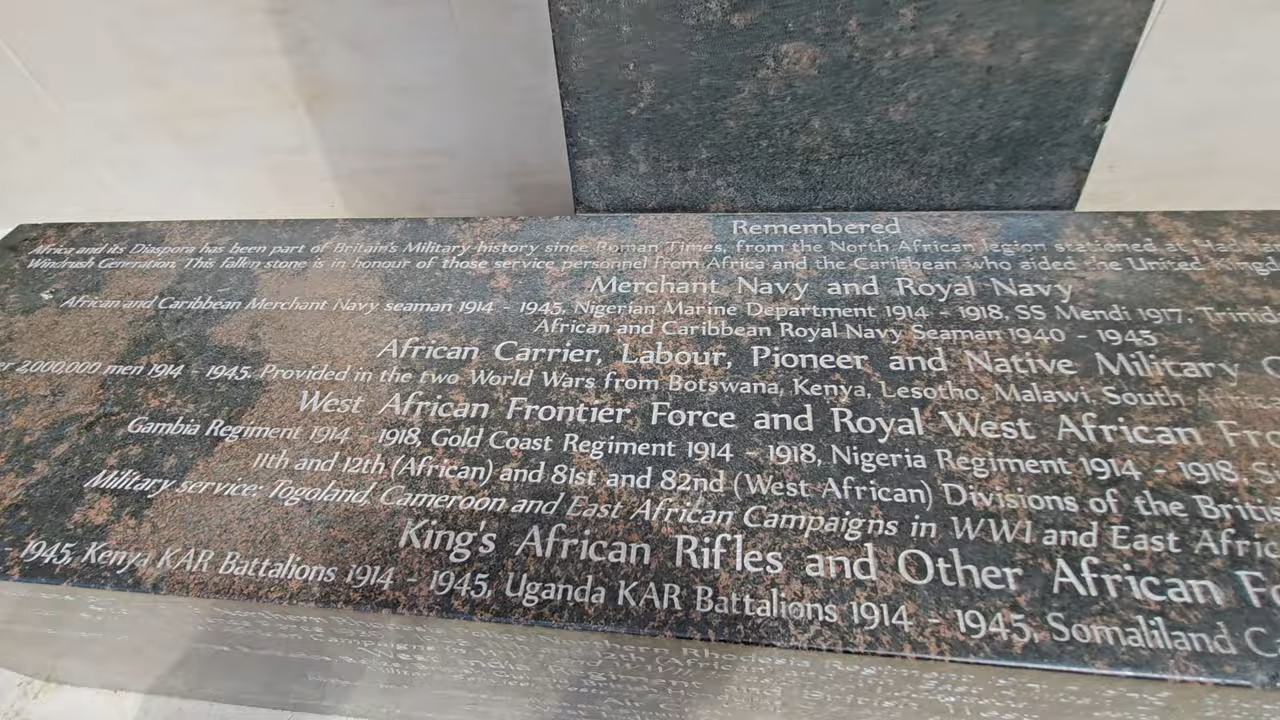 Remembered
Africa and its Diaspora has been part of Britain's Military history since Roman Times, from the North African legion stationed at
Windrush Generation. This fallen stone is in honour of those service personnel from Africa and the Caribbean who aided the United
Merchant Navy and Royal Navy
African and Caribbean Merchant Navy seaman 1914 - 1945, Nigerian Marine Department 1914 - 1918, SS Mendi 1917,
African and Caribbean Royal Navy Seaman 1940 - 1945
African Carrier, Labour, Pioneer and Native Military
2,000,000 men 1914 - 1945. Provided in the two World Wars from Botswana, Kenya, Lesotho, Malawi, South
West African Frontier Force and Royal West African
Gambia Regiment 1914 - 1918, Gold Coast Regiment 1914 - 1918, Nigeria Regiment 1914 - 1918,
11th and 12th (African) and 81st and 82nd (West African) Divisions of the
Military service: Togoland, Cameroon and East African Campaigns in WWI and East
King's African Rifles and Other African
- 1945, Kenya KAR Battalions 1914 - 1945, Uganda KAR Battalions 1914 - 1945, Somaliland